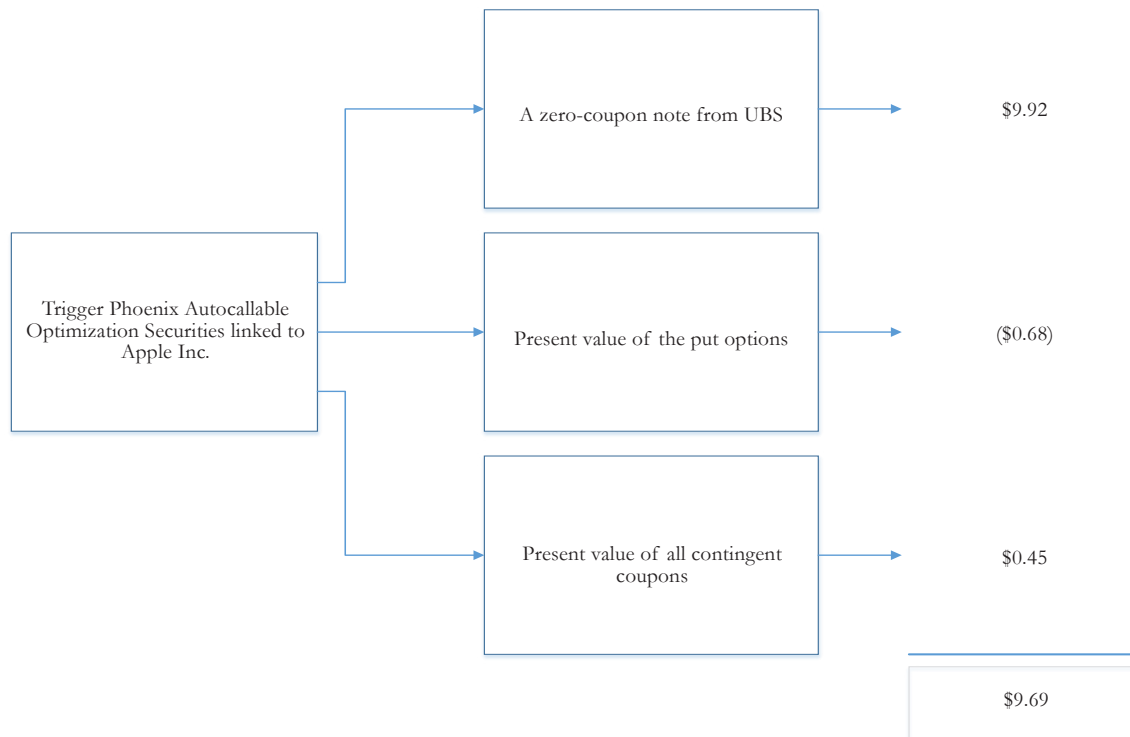 A zero-coupon note from UBS
$9.92
Trigger Phoenix Autocallable
Optimization Securities linked to
Apple Inc.
Present value of the put options
($0.68)
Present value of all contingent
coupons
$0.45
$9.69